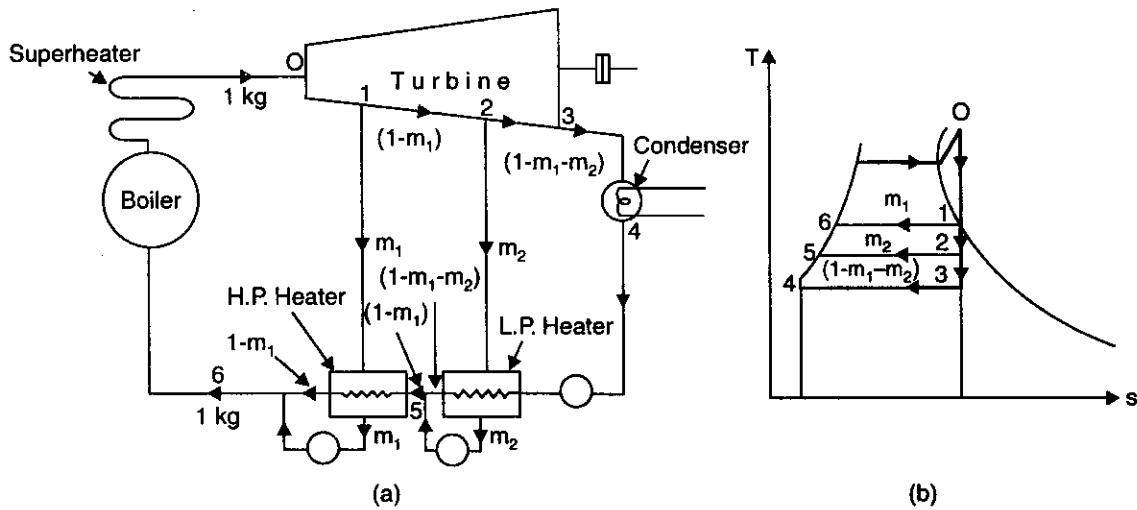 Superheater
O
Turbine
1 kg
1
2
3
(1-m₁)
(1-m₁-m₂)
Condenser
Boiler
4
m₁
m₂
(1-m₁-m₂)
(1-m₁)
H.P. Heater
L.P. Heater
1-m₁
6
1 kg
5
m₁
m₂
(a)
T
O
m₁
6
1
m₂
2
5
(1-m₁-m₂)
3
4
s
(b)